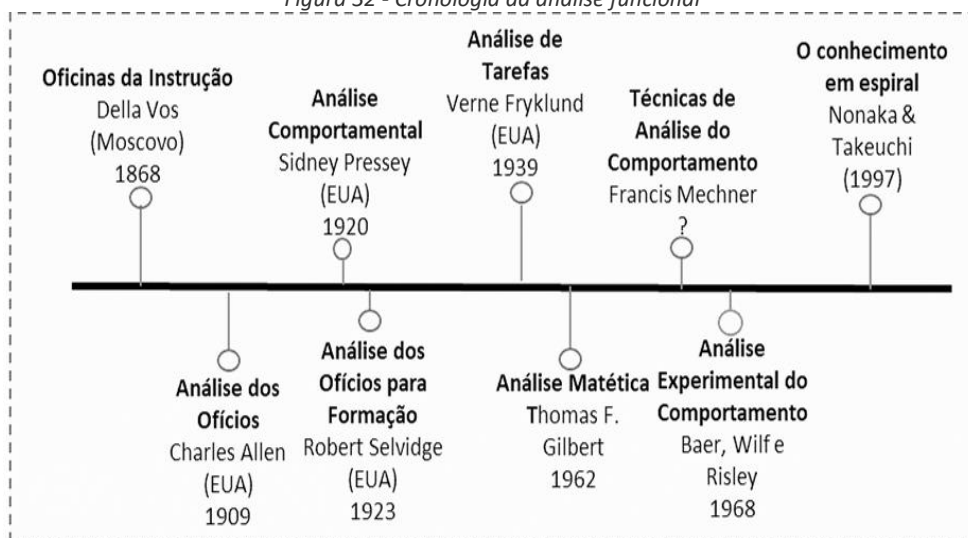 Figura 32 - Cronologia da análise funcional
Oficinas da Instrução
Della Vos
(Moscovo)
1868
Análise
Comportamental
Sidney Pressey
(EUA)
1920
Análise de
Tarefas
Verne Fryklund
(EUA)
1939
Técnicas de
Análise do
Comportamento
Francis Mechner
?
O conhecimento
em espiral
Nonaka &
Takeuchi
(1997)
Análise dos
Ofícios
Charles Allen
(EUA)
1909
Análise dos
Ofícios para
Formação
Robert Selvidge
(EUA)
1923
Análise Matética
Thomas F.
Gilbert
1962
Análise
Experimental do
Comportamento
Baer, Wilf e
Risley
1968